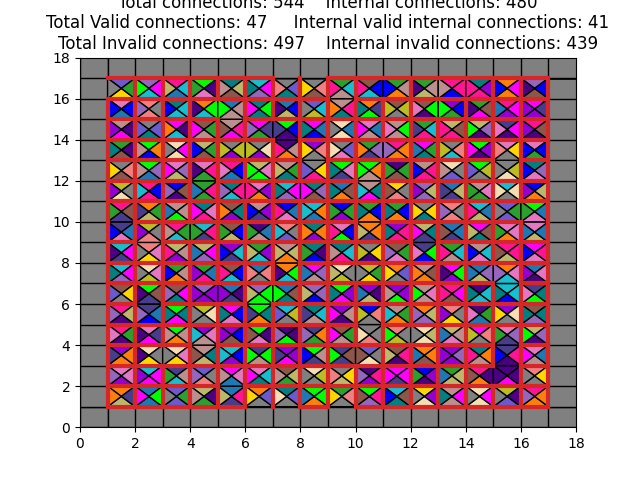 Total connections: 544    Internal connections: 480
Total Valid connections: 47    Internal valid internal connections: 41
Total Invalid connections: 497    Internal invalid connections: 439
18
16
14
12
10
8
6
4
2
0
0 2 4 6 8 10 12 14 16 18